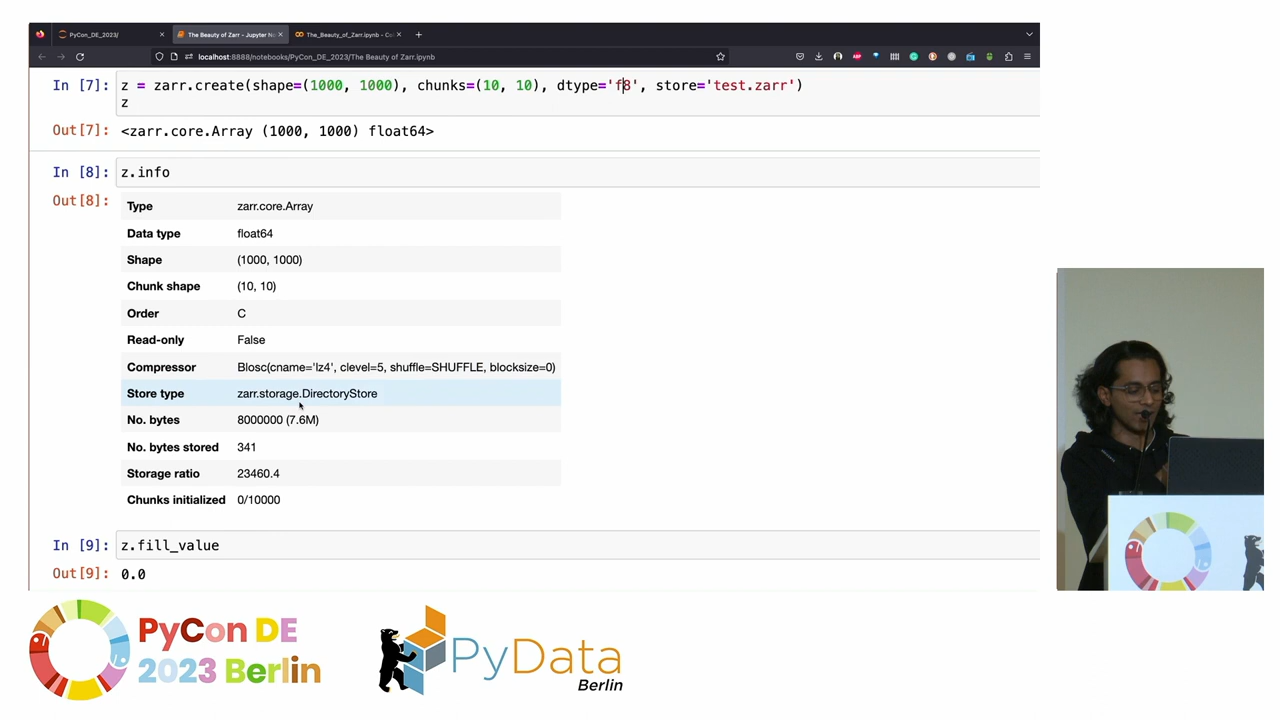 PyCon_DE_2023/
The Beauty of Zarr - Jupyter No
The_Beauty_of_Zarr.ipynb - Co
localhost:8888/notebooks/PyCon_DE_2023/The Beauty of Zarr.ipynb
In [7]: z = zarr.create(shape=(1000, 1000), chunks=(10, 10), dtype='f8', store='test.zarr')
z
Out[7]: <zarr.core.Array (1000, 1000) float64>
In [8]: z.info
Out[8]:
Type zarr.core.Array
Data type float64
Shape (1000, 1000)
Chunk shape (10, 10)
Order C
Read-only False
Compressor Blosc(cname='lz4', clevel=5, shuffle=SHUFFLE, blocksize=0)
Store type zarr.storage.DirectoryStore
No. bytes 8000000 (7.6M)
No. bytes stored 341
Storage ratio 23460.4
Chunks initialized 0/10000
In [9]: z.fill_value
Out[9]: 0.0
PyCon DE
2023 Berlin
PyData
Berlin